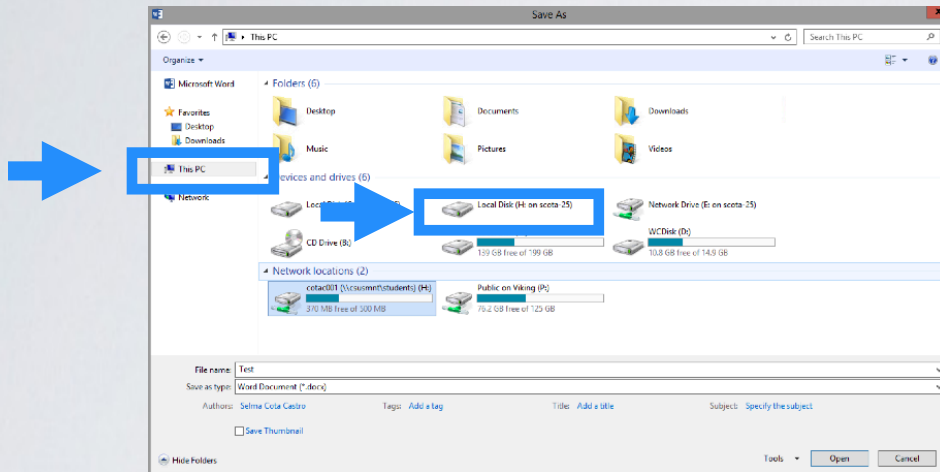 Save As
This PC
Search This PC
Organize
Microsoft Word
Favorites
Desktop
Downloads
This PC
Network
Folders (6)
Desktop
Documents
Downloads
Music
Pictures
Videos
Devices and drives (6)
Local Disk (H: on scota-25)
Network Drive (E: on scota-25)
CD Drive (B:)
139 GB free of 199 GB
WCDisk (D:)
10.8 GB free of 14.9 GB
Network locations (2)
cotac001 (\\csusmnt\students) (H:)
370 MB free of 500 MB
Public on Viking (P:)
76.2 GB free of 125 GB
File name: Test
Save as type: Word Document (*.docx)
Authors: Selma Cota Castro
Tags: Add a tag
Title: Add a title
Subject: Specify the subject
Save Thumbnail
Hide Folders
Tools
Open
Cancel